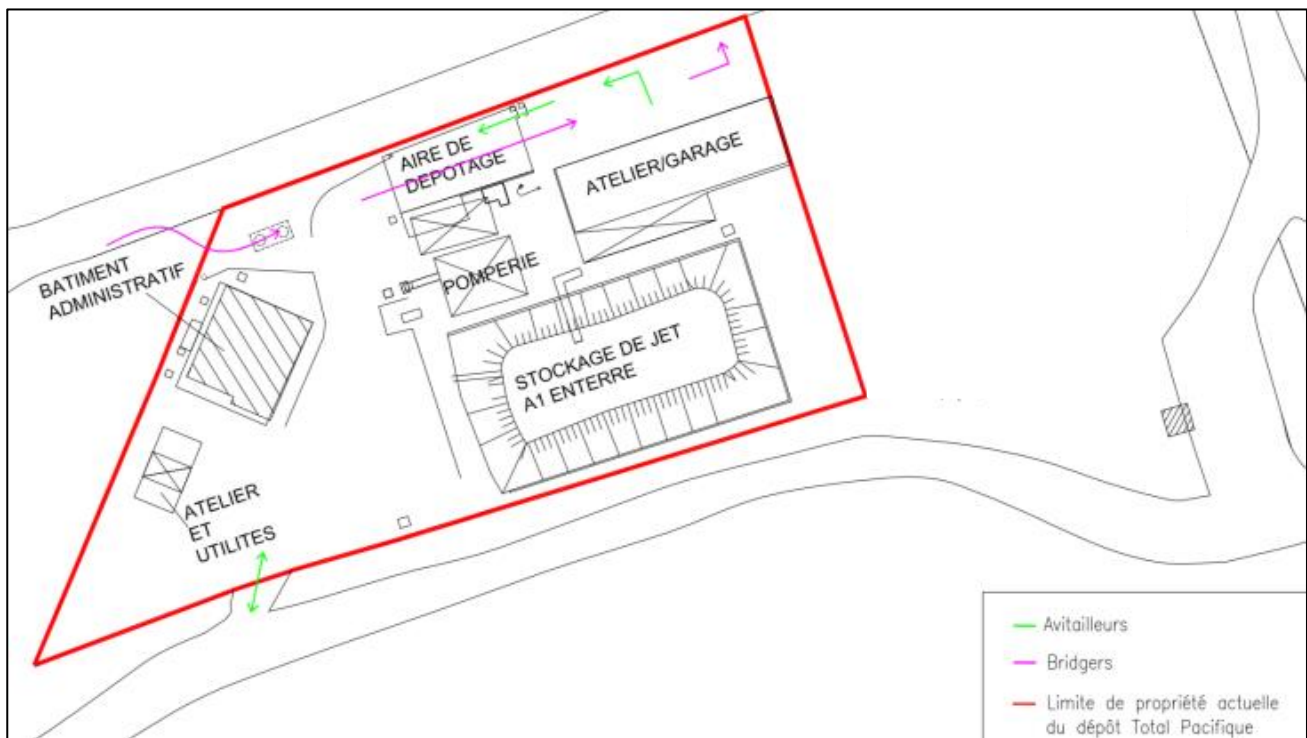 AIRE DE
DEPOTAGE
ATELIER/GARAGE
BATIMENT
ADMINISTRATIF
POMPERIE
STOCKAGE DE JET
A1 ENTERRE
ATELIER
ET
UTILITES
Avitailleurs
Bridgers
Limite de propriété actuelle
du dépôt Total Pacifique